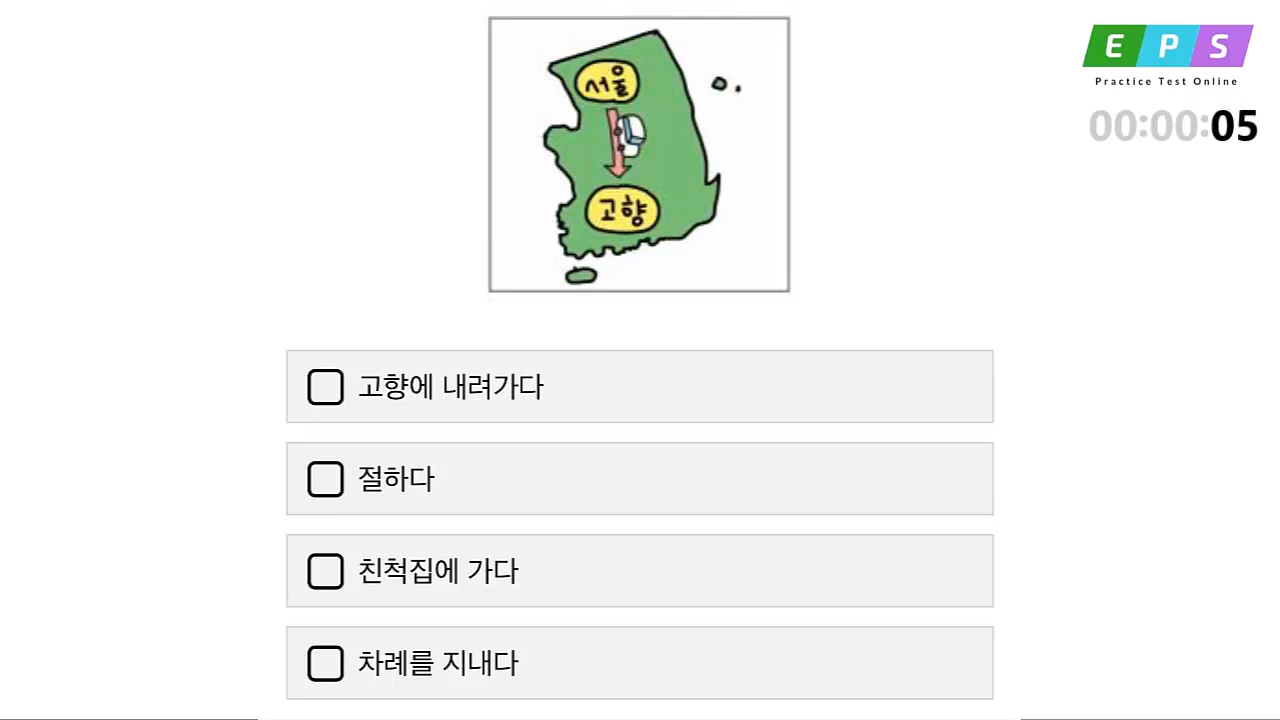 서울
고향
E P S
Practice Test Online
00:00:05
고향에 내려가다
절하다
친척집에 가다
차례를 지내다